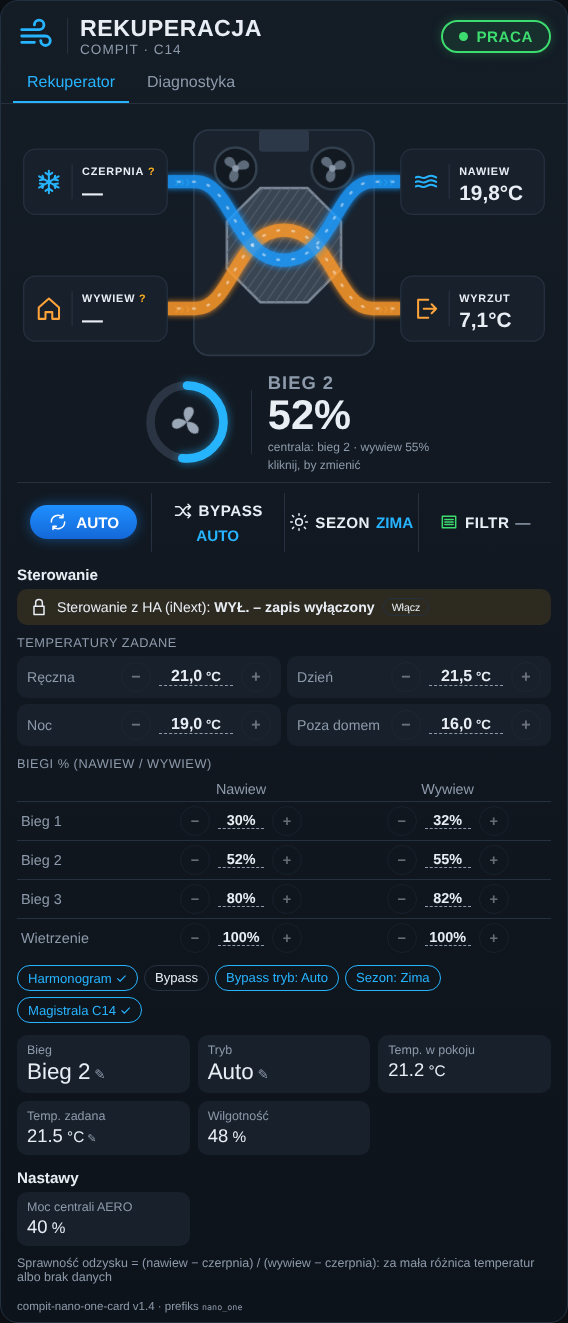 REKUPERACJA
COMPIT · C14
PRACA
Rekuperator
Diagnostyka
CZERPNIA ?
—
NAWIEW
19,8°C
WYWIEW ?
—
WYRZUT
7,1°C
BIEG 2
52%
centrala: bieg 2 · wywiew 55%
kliknij, by zmienić
AUTO
BYPASS
AUTO
SEZON ZIMA
FILTR —
Sterowanie
Sterowanie z HA (iNext): WYŁ. – zapis wyłączony Włącz
TEMPERATURY ZADANE
Ręczna − 21,0 °C +
Dzień − 21,5 °C +
Noc − 19,0 °C +
Poza domem − 16,0 °C +
BIEGI % (NAWIEW / WYWIEW)
Nawiew Wywiew
Bieg 1 − 30% + − 32% +
Bieg 2 − 52% + − 55% +
Bieg 3 − 80% + − 82% +
Wietrzenie − 100% + − 100% +
Harmonogram ✓ Bypass Bypass tryb: Auto Sezon: Zima
Magistrala C14 ✓
Bieg
Bieg 2 ✎
Tryb
Auto ✎
Temp. w pokoju
21.2 °C
Temp. zadana
21.5 °C ✎
Wilgotność
48 %
Nastawy
Moc centrali AERO
40 %
Sprawność odzysku = (nawiew − czerpnia) / (wywiew − czerpnia): za mała różnica temperatur
albo brak danych
compit-nano-one-card v1.4 · prefiks nano_one